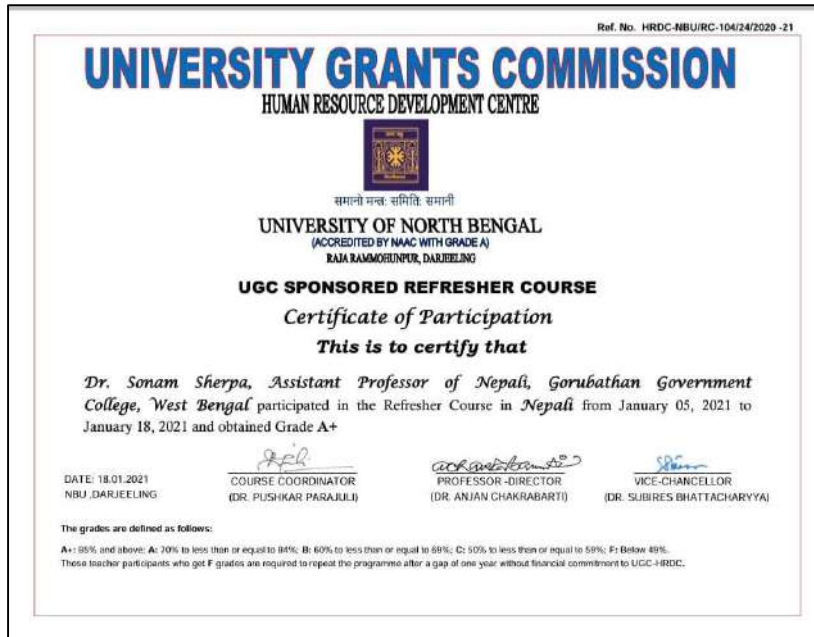 Ref. No. HRDC-NBU/RC-104/24/2020 -21
UNIVERSITY GRANTS COMMISSION
HUMAN RESOURCE DEVELOPMENT CENTRE
समानो मन्त्र: समिति: समानी
UNIVERSITY OF NORTH BENGAL
(ACCREDITED BY NAAC WITH GRADE A)
RAJA RAMMOHUNPUR, DARJEELING
UGC SPONSORED REFRESHER COURSE
Certificate of Participation
This is to certify that
Dr. Sonam Sherpa, Assistant Professor of Nepali, Gorubathan Government
College, West Bengal participated in the Refresher Course in Nepali from January 05, 2021 to
January 18, 2021 and obtained Grade A+
DATE: 18.01.2021
NBU ,DARJEELING
COURSE COORDINATOR
(DR. PUSHKAR PARAJULI)
PROFESSOR -DIRECTOR
(DR. ANJAN CHAKRABARTI)
VICE-CHANCELLOR
(DR. SUBIRES BHATTACHARYYA)
The grades are defined as follows:
A+: 85% and above; A: 70% to less than or equal to 84%; B: 60% to less than or equal to 69%; C: 50% to less than or equal to 59%; F: Below 49%.
Those teacher participants who get F grades are required to repeat the programme after a gap of one year without financial commitment to UGC-HRDC.